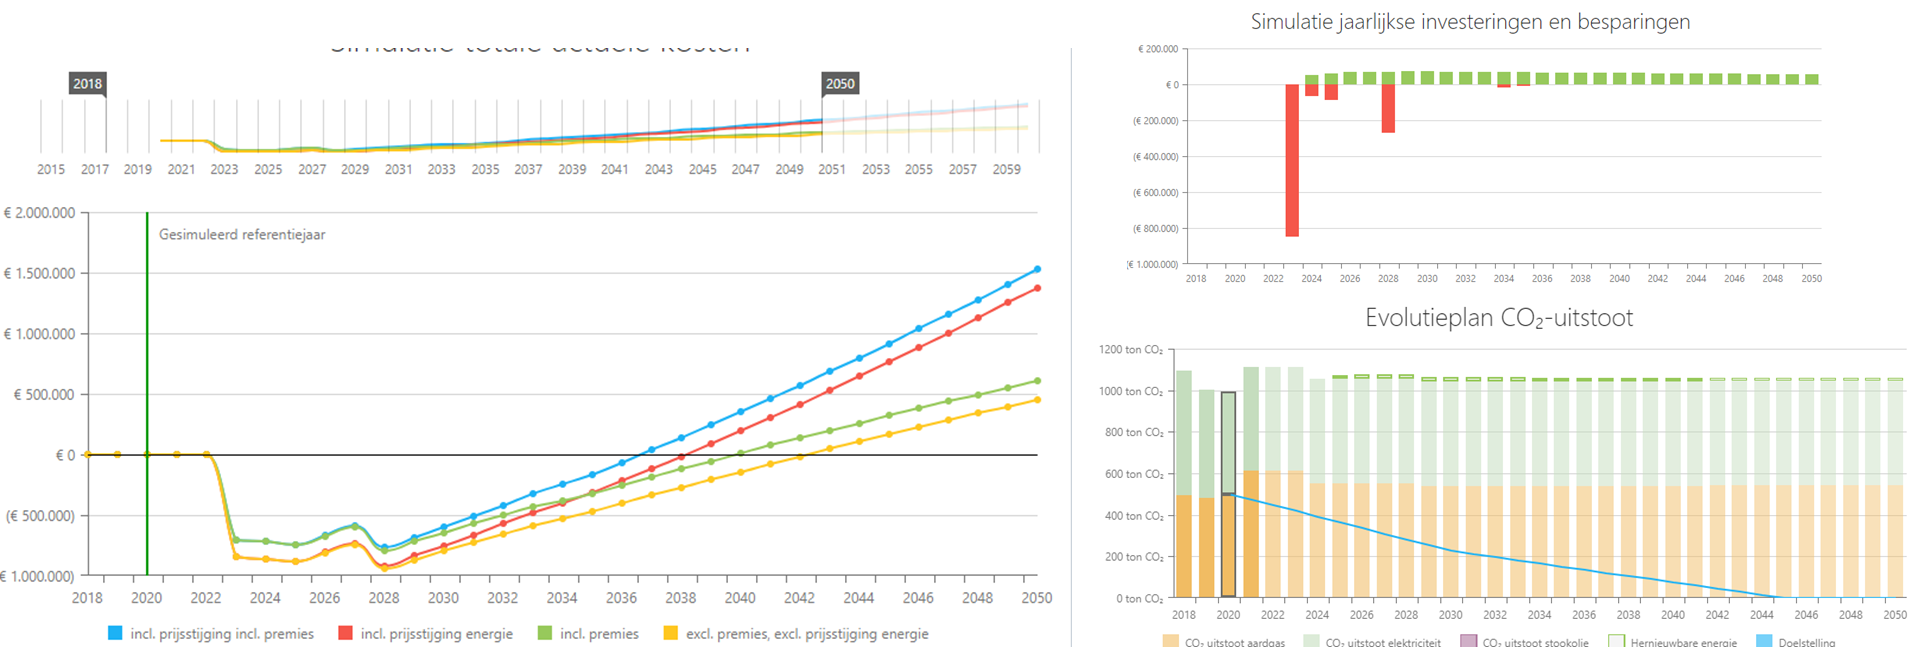 Simulatie totale actuele kosten
2018 2050
2015 2017 2019 2021 2023 2025 2027 2029 2031 2033 2035 2037 2039 2041 2043 2045 2047 2049 2051 2053 2055 2057 2059
€ 2.000.000
Gesimuleerd referentiejaar
€ 1.500.000
€ 1.000.000
€ 500.000
€ 0
(€ 500.000)
€ 1.000.000)
2018 2020 2022 2024 2026 2028 2030 2032 2034 2036 2038 2040 2042 2044 2046 2048 2050
incl. prijsstijging incl. premies incl. prijsstijging energie incl. premies excl. premies, excl. prijsstijging energie
Simulatie jaarlijkse investeringen en besparingen
€ 200.000
€ 0
(€ 200.000)
(€ 400.000)
(€ 600.000)
(€ 800.000)
(€ 1.000.000)
2018 2020 2022 2024 2026 2028 2030 2032 2034 2036 2038 2040 2042 2044 2046 2048 2050
Evolutieplan CO₂-uitstoot
1200 ton CO₂
1000 ton CO₂
800 ton CO₂
600 ton CO₂
400 ton CO₂
200 ton CO₂
0 ton CO₂
2018 2020 2022 2024 2026 2028 2030 2032 2034 2036 2038 2040 2042 2044 2046 2048 2050
CO₂ uitstoot aardgas CO₂ uitstoot elektriciteit CO₂ uitstoot stookolie Hernieuwbare energie Doelstelling